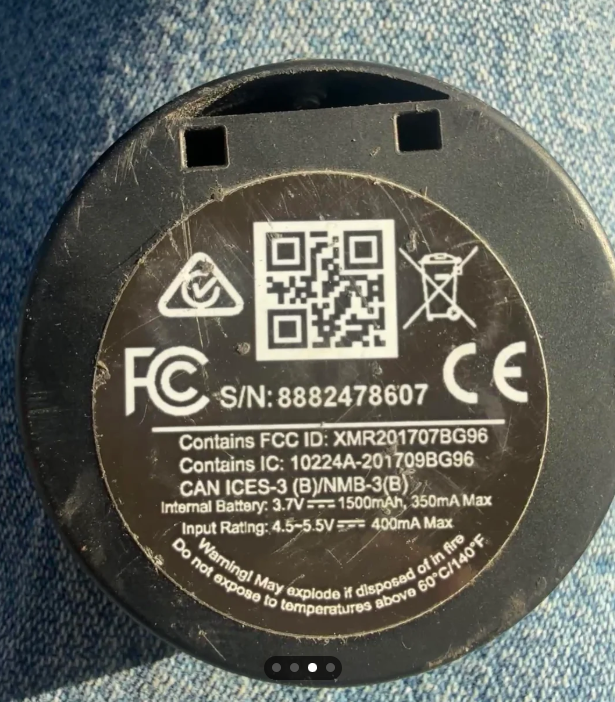 FC
CE
S/N: 8882478607
Contains FCC ID: XMR201707BG96
Contains IC: 10224A-201709BG96
CAN ICES-3 (B)/NMB-3(B)
Internal Battery: 3.7V 1500mAh, 350mA Max
Input Rating: 4.5~5.5V 400mA Max
Warning! May explode if disposed of in fire
Do not expose to temperatures above 60°C/140°F